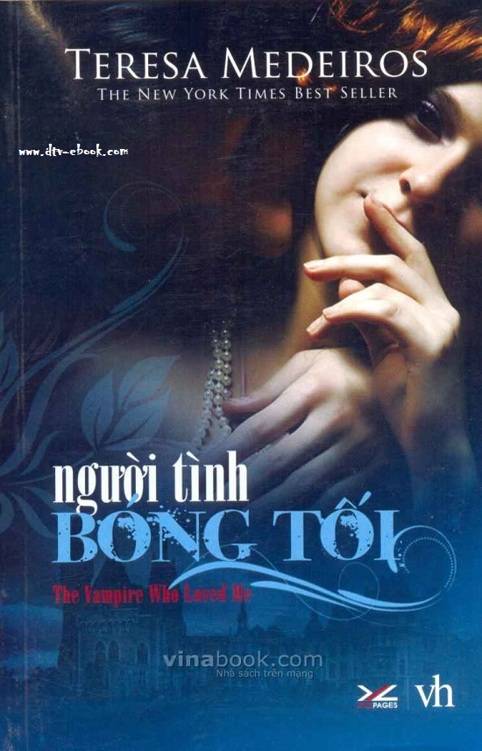 TERESA MEDEIROS
THE NEW YORK TIMES BEST SELLER
www.dtv-ebook.com
người tình
BÓNG TỐI
The Vampire Who Loved Me
vinabook.com
Nhà sách trên mạng
PAGES
vh